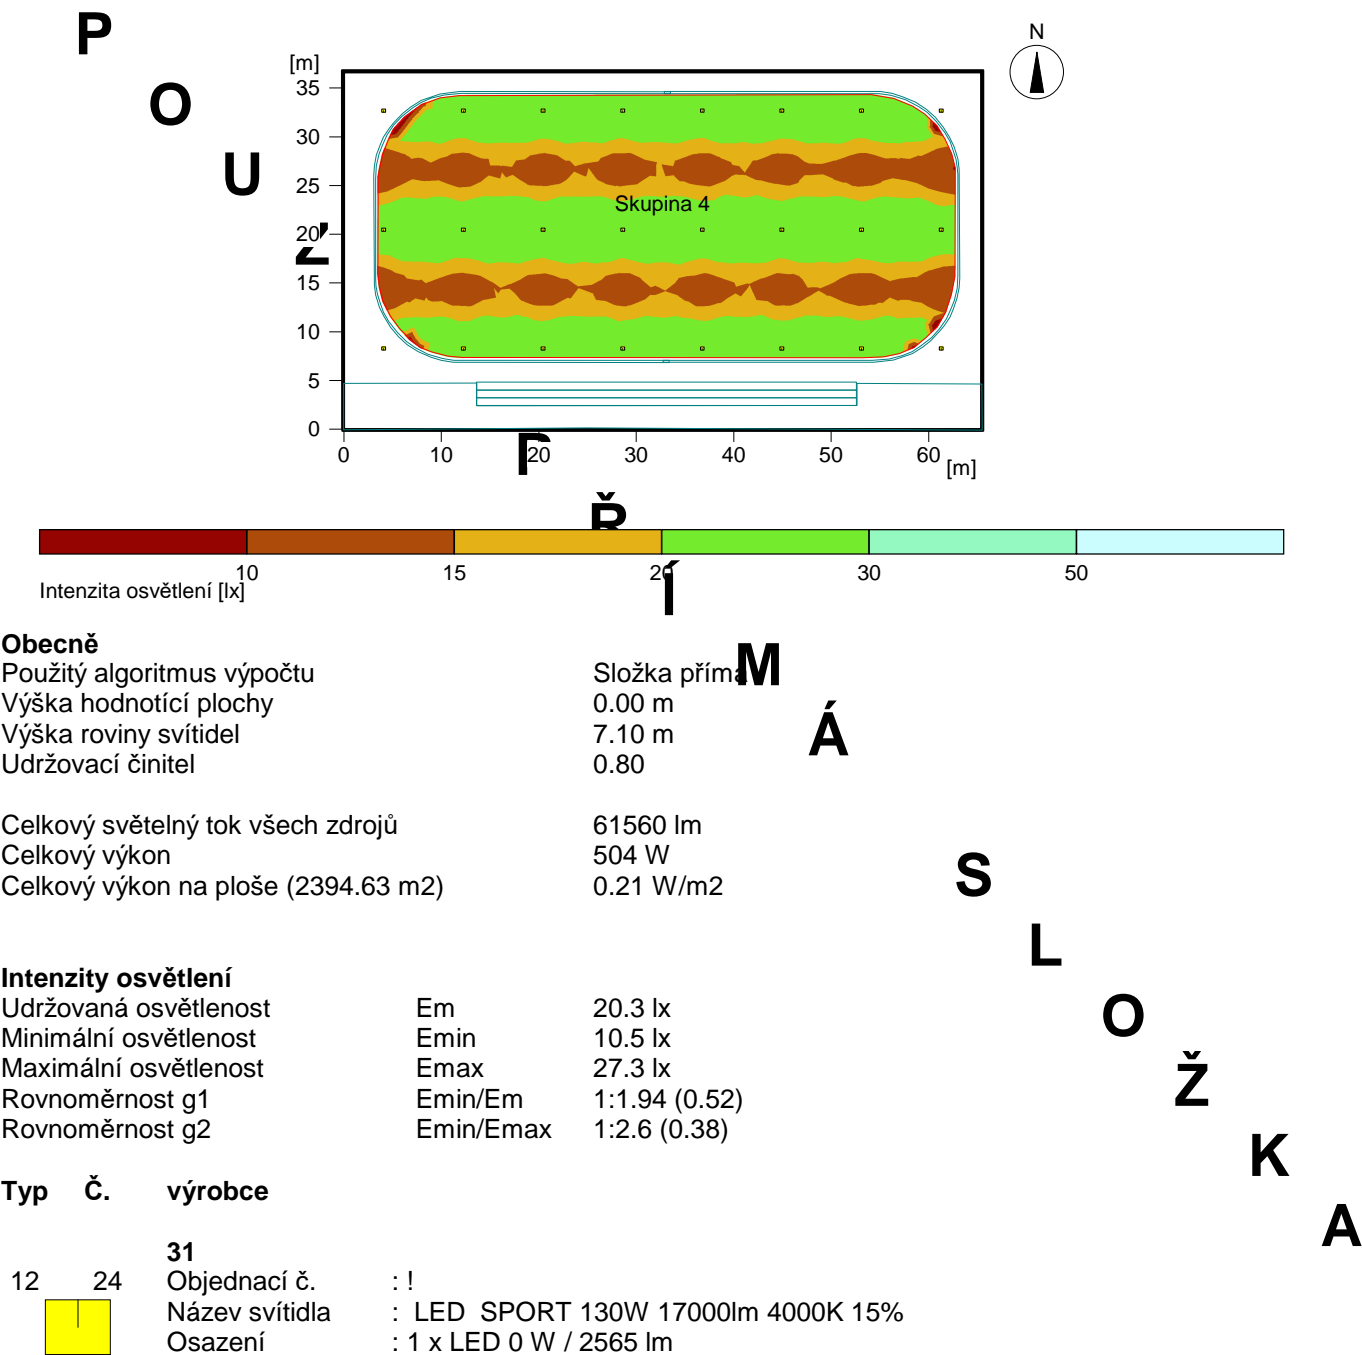 P
O
U
Ž
P
Ř
Í
M
Á
S
L
O
Ž
K
A
N
[m]
35
30
25
20
15
10
5
0
Skupina 4
0 10 20 30 40 50 60 [m]
10 15 20 30 50
Intenzita osvětlení [lx]
Obecně
Použitý algoritmus výpočtu Složka přímá
Výška hodnotící plochy 0.00 m
Výška roviny svítidel 7.10 m
Udržovací činitel 0.80
Celkový světelný tok všech zdrojů 61560 lm
Celkový výkon 504 W
Celkový výkon na ploše (2394.63 m2) 0.21 W/m2
Intenzity osvětlení
Udržovaná osvětlenost Em 20.3 lx
Minimální osvětlenost Emin 10.5 lx
Maximální osvětlenost Emax 27.3 lx
Rovnoměrnost g1 Emin/Em 1:1.94 (0.52)
Rovnoměrnost g2 Emin/Emax 1:2.6 (0.38)
Typ Č. výrobce
31
12 24 Objednací č. : !
Název svítidla : LED SPORT 130W 17000lm 4000K 15%
Osazení : 1 x LED 0 W / 2565 lm